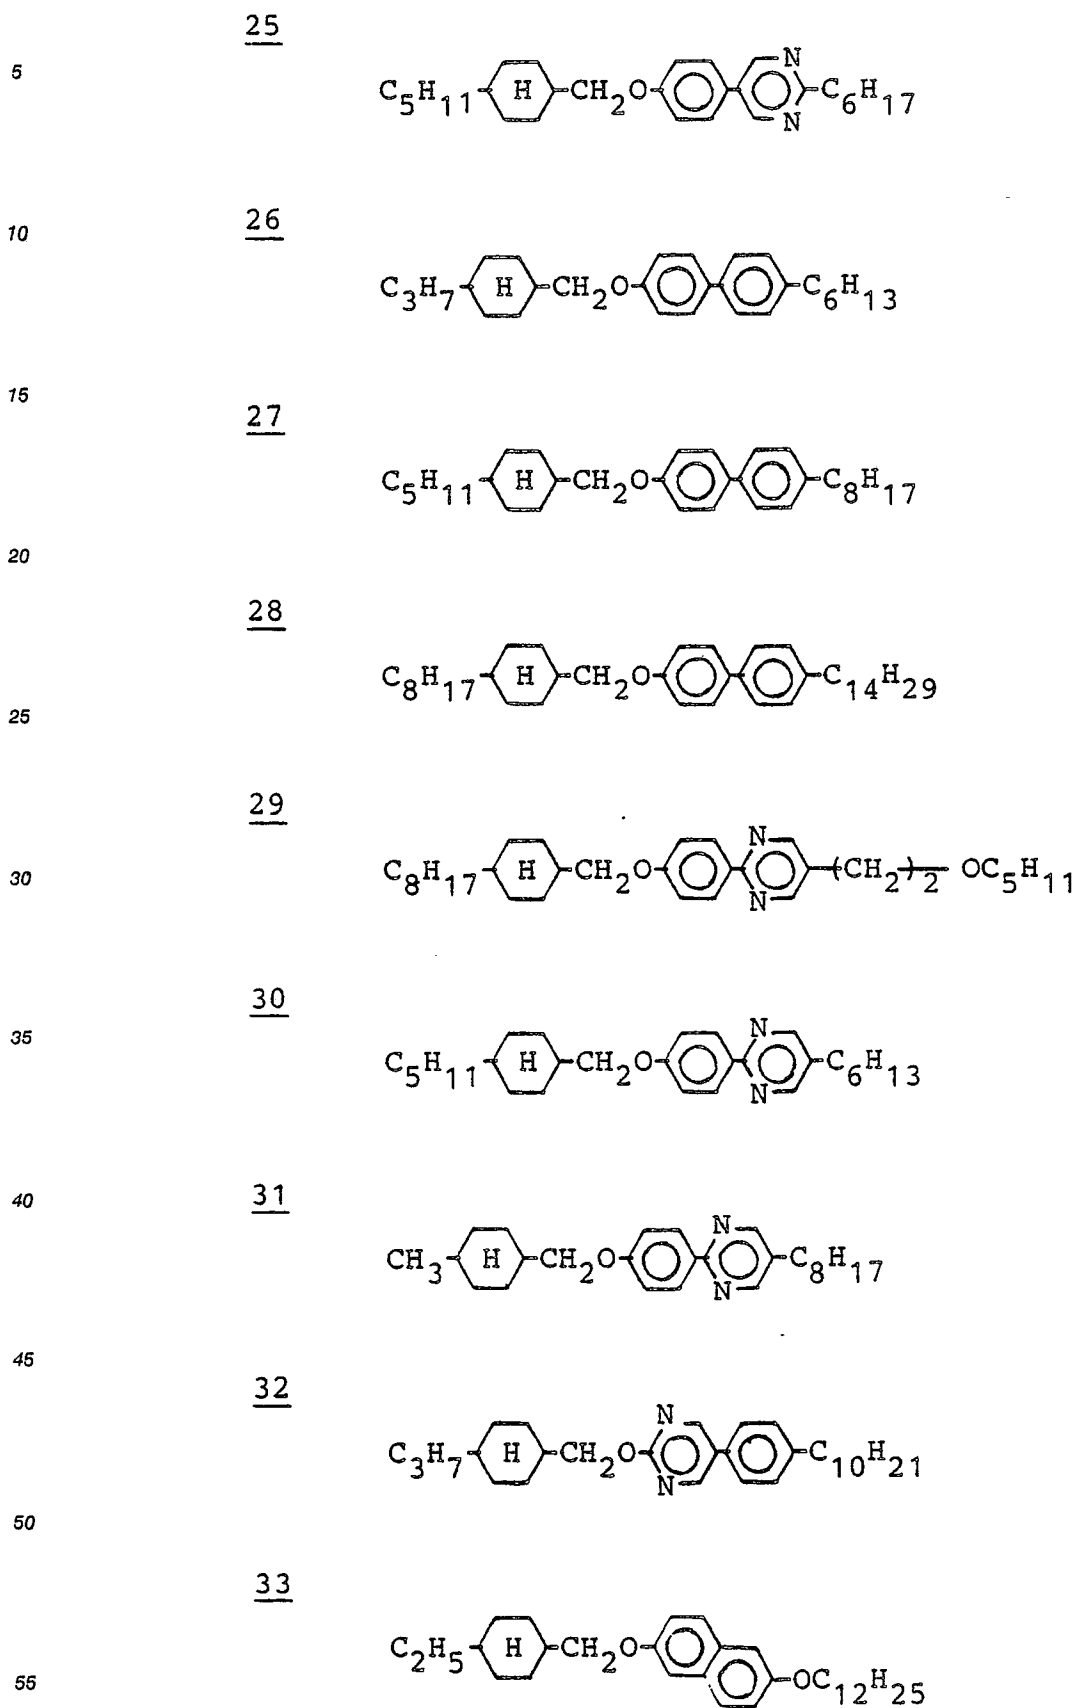 25
5
C5H11 H CH2O N N C6H17
26
10
C3H7 H CH2O C6H13
15
27
C5H11 H CH2O C8H17
20
28
C8H17 H CH2O C14H29
25
29
C8H17 H CH2O N N (CH2)2 OC5H11
30
30
C5H11 H CH2O N N C6H13
35
31
40
CH3 H CH2O N N C8H17
45
32
C3H7 H CH2O N N C10H21
50
33
C2H5 H CH2O OC12H25
55